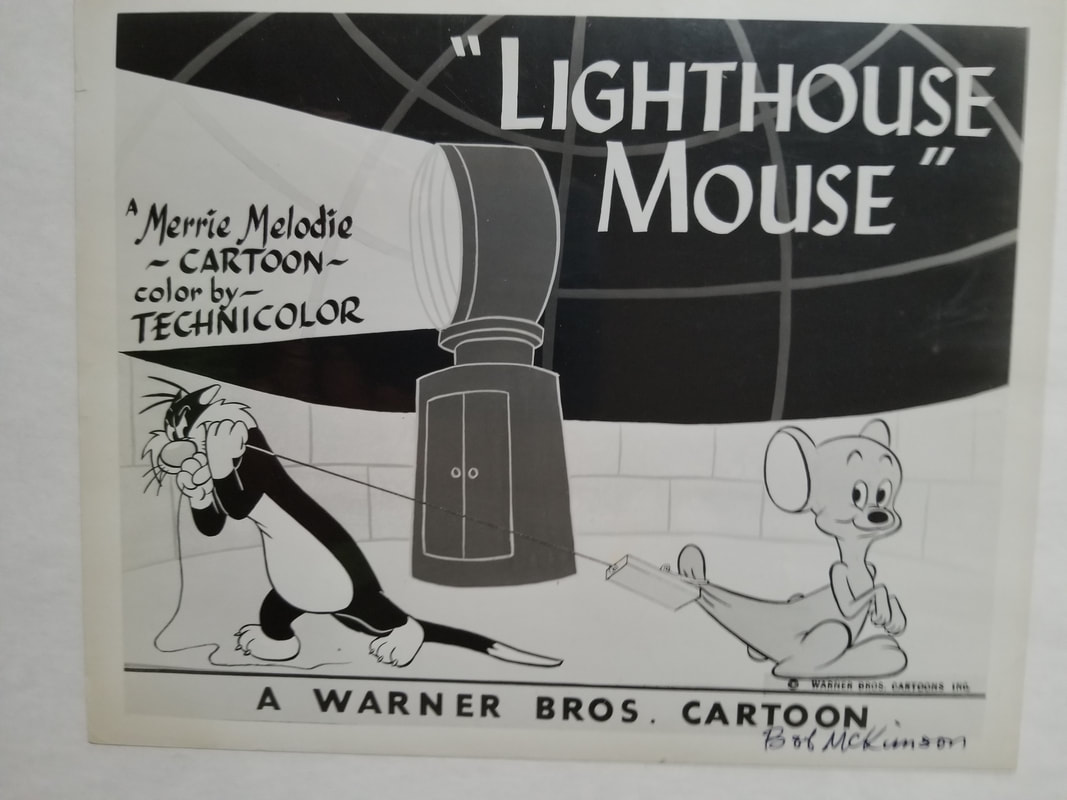 "LIGHTHOUSE
MOUSE"
A Merrie Melodie
~ CARTOON ~
color by—
TECHNICOLOR
© WARNER BROS. CARTOONS INC.
A WARNER BROS. CARTOON
Bob McKimson